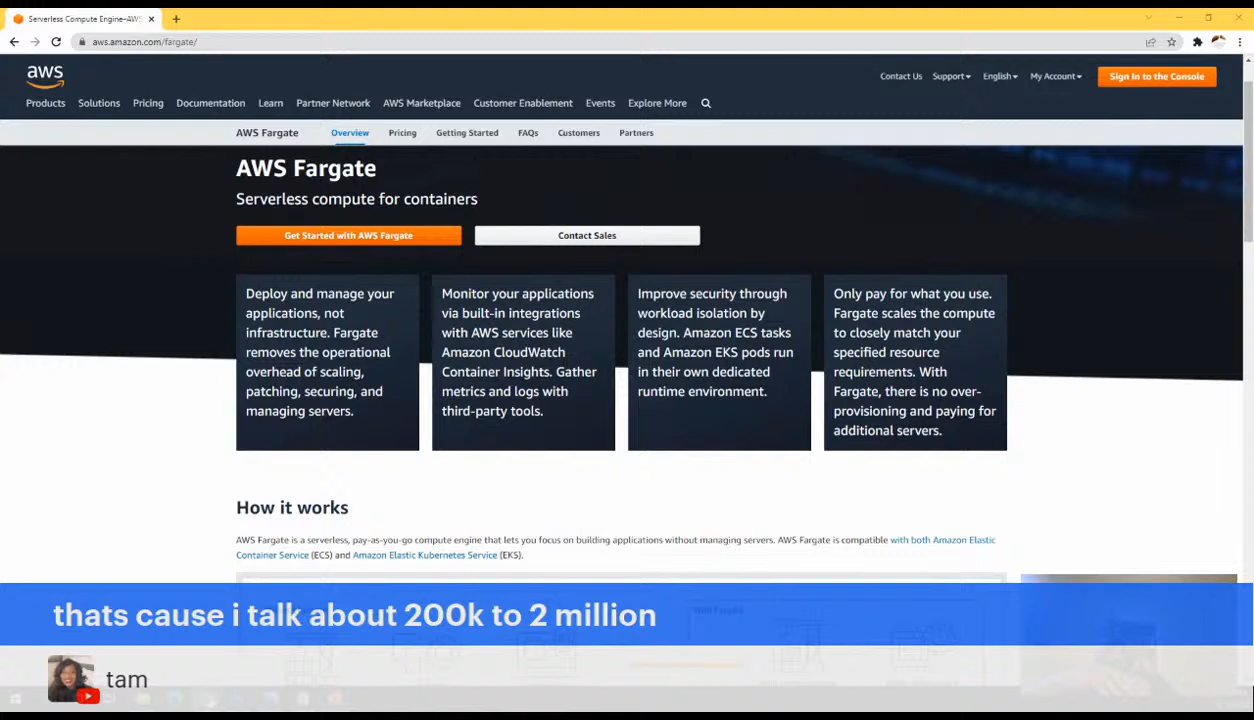 Serverless Compute Engine–AWS
aws.amazon.com/fargate/
aws
Contact Us Support English My Account Sign In to the Console
Products Solutions Pricing Documentation Learn Partner Network AWS Marketplace Customer Enablement Events Explore More
AWS Fargate Overview Pricing Getting Started FAQs Customers Partners
AWS Fargate
Serverless compute for containers
Get Started with AWS Fargate Contact Sales
Deploy and manage your
applications, not
infrastructure. Fargate
removes the operational
overhead of scaling,
patching, securing, and
managing servers.
Monitor your applications
via built-in integrations
with AWS services like
Amazon CloudWatch
Container Insights. Gather
metrics and logs with
third-party tools.
Improve security through
workload isolation by
design. Amazon ECS tasks
and Amazon EKS pods run
in their own dedicated
runtime environment.
Only pay for what you use.
Fargate scales the compute
to closely match your
specified resource
requirements. With
Fargate, there is no over-
provisioning and paying for
additional servers.
How it works
AWS Fargate is a serverless, pay-as-you-go compute engine that lets you focus on building applications without managing servers. AWS Fargate is compatible with both Amazon Elastic
Container Service (ECS) and Amazon Elastic Kubernetes Service (EKS).
thats cause i talk about 200k to 2 million
tam